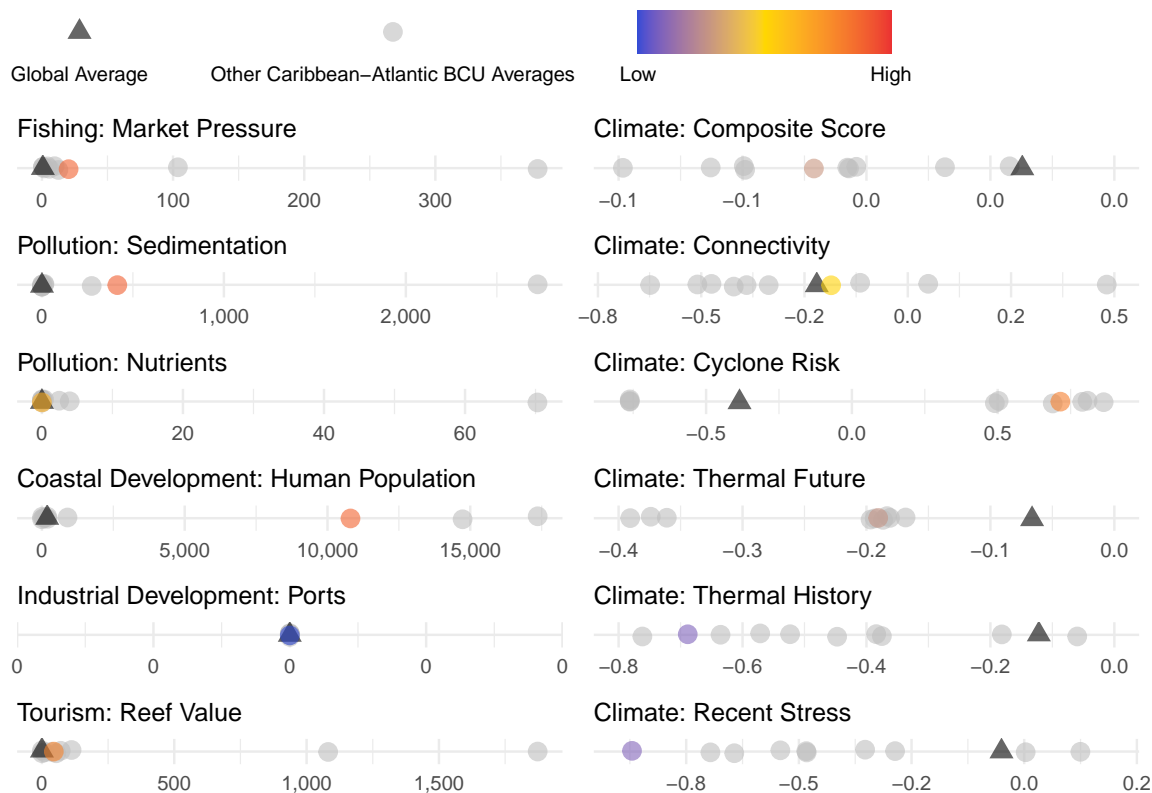 Global Average Other Caribbean−Atlantic BCU Averages Low High
Fishing: Market Pressure
0 100 200 300
Pollution: Sedimentation
0 1,000 2,000
Pollution: Nutrients
0 20 40 60
Coastal Development: Human Population
0 5,000 10,000 15,000
Industrial Development: Ports
0 0 0 0 0
Tourism: Reef Value
0 500 1,000 1,500
Climate: Composite Score
−0.1 −0.1 0.0 0.0 0.0
Climate: Connectivity
−0.8 −0.5 −0.2 0.0 0.2 0.5
Climate: Cyclone Risk
−0.5 0.0 0.5
Climate: Thermal Future
−0.4 −0.3 −0.2 −0.1 0.0
Climate: Thermal History
−0.8 −0.6 −0.4 −0.2 0.0
Climate: Recent Stress
−0.8 −0.5 −0.2 0.0 0.2